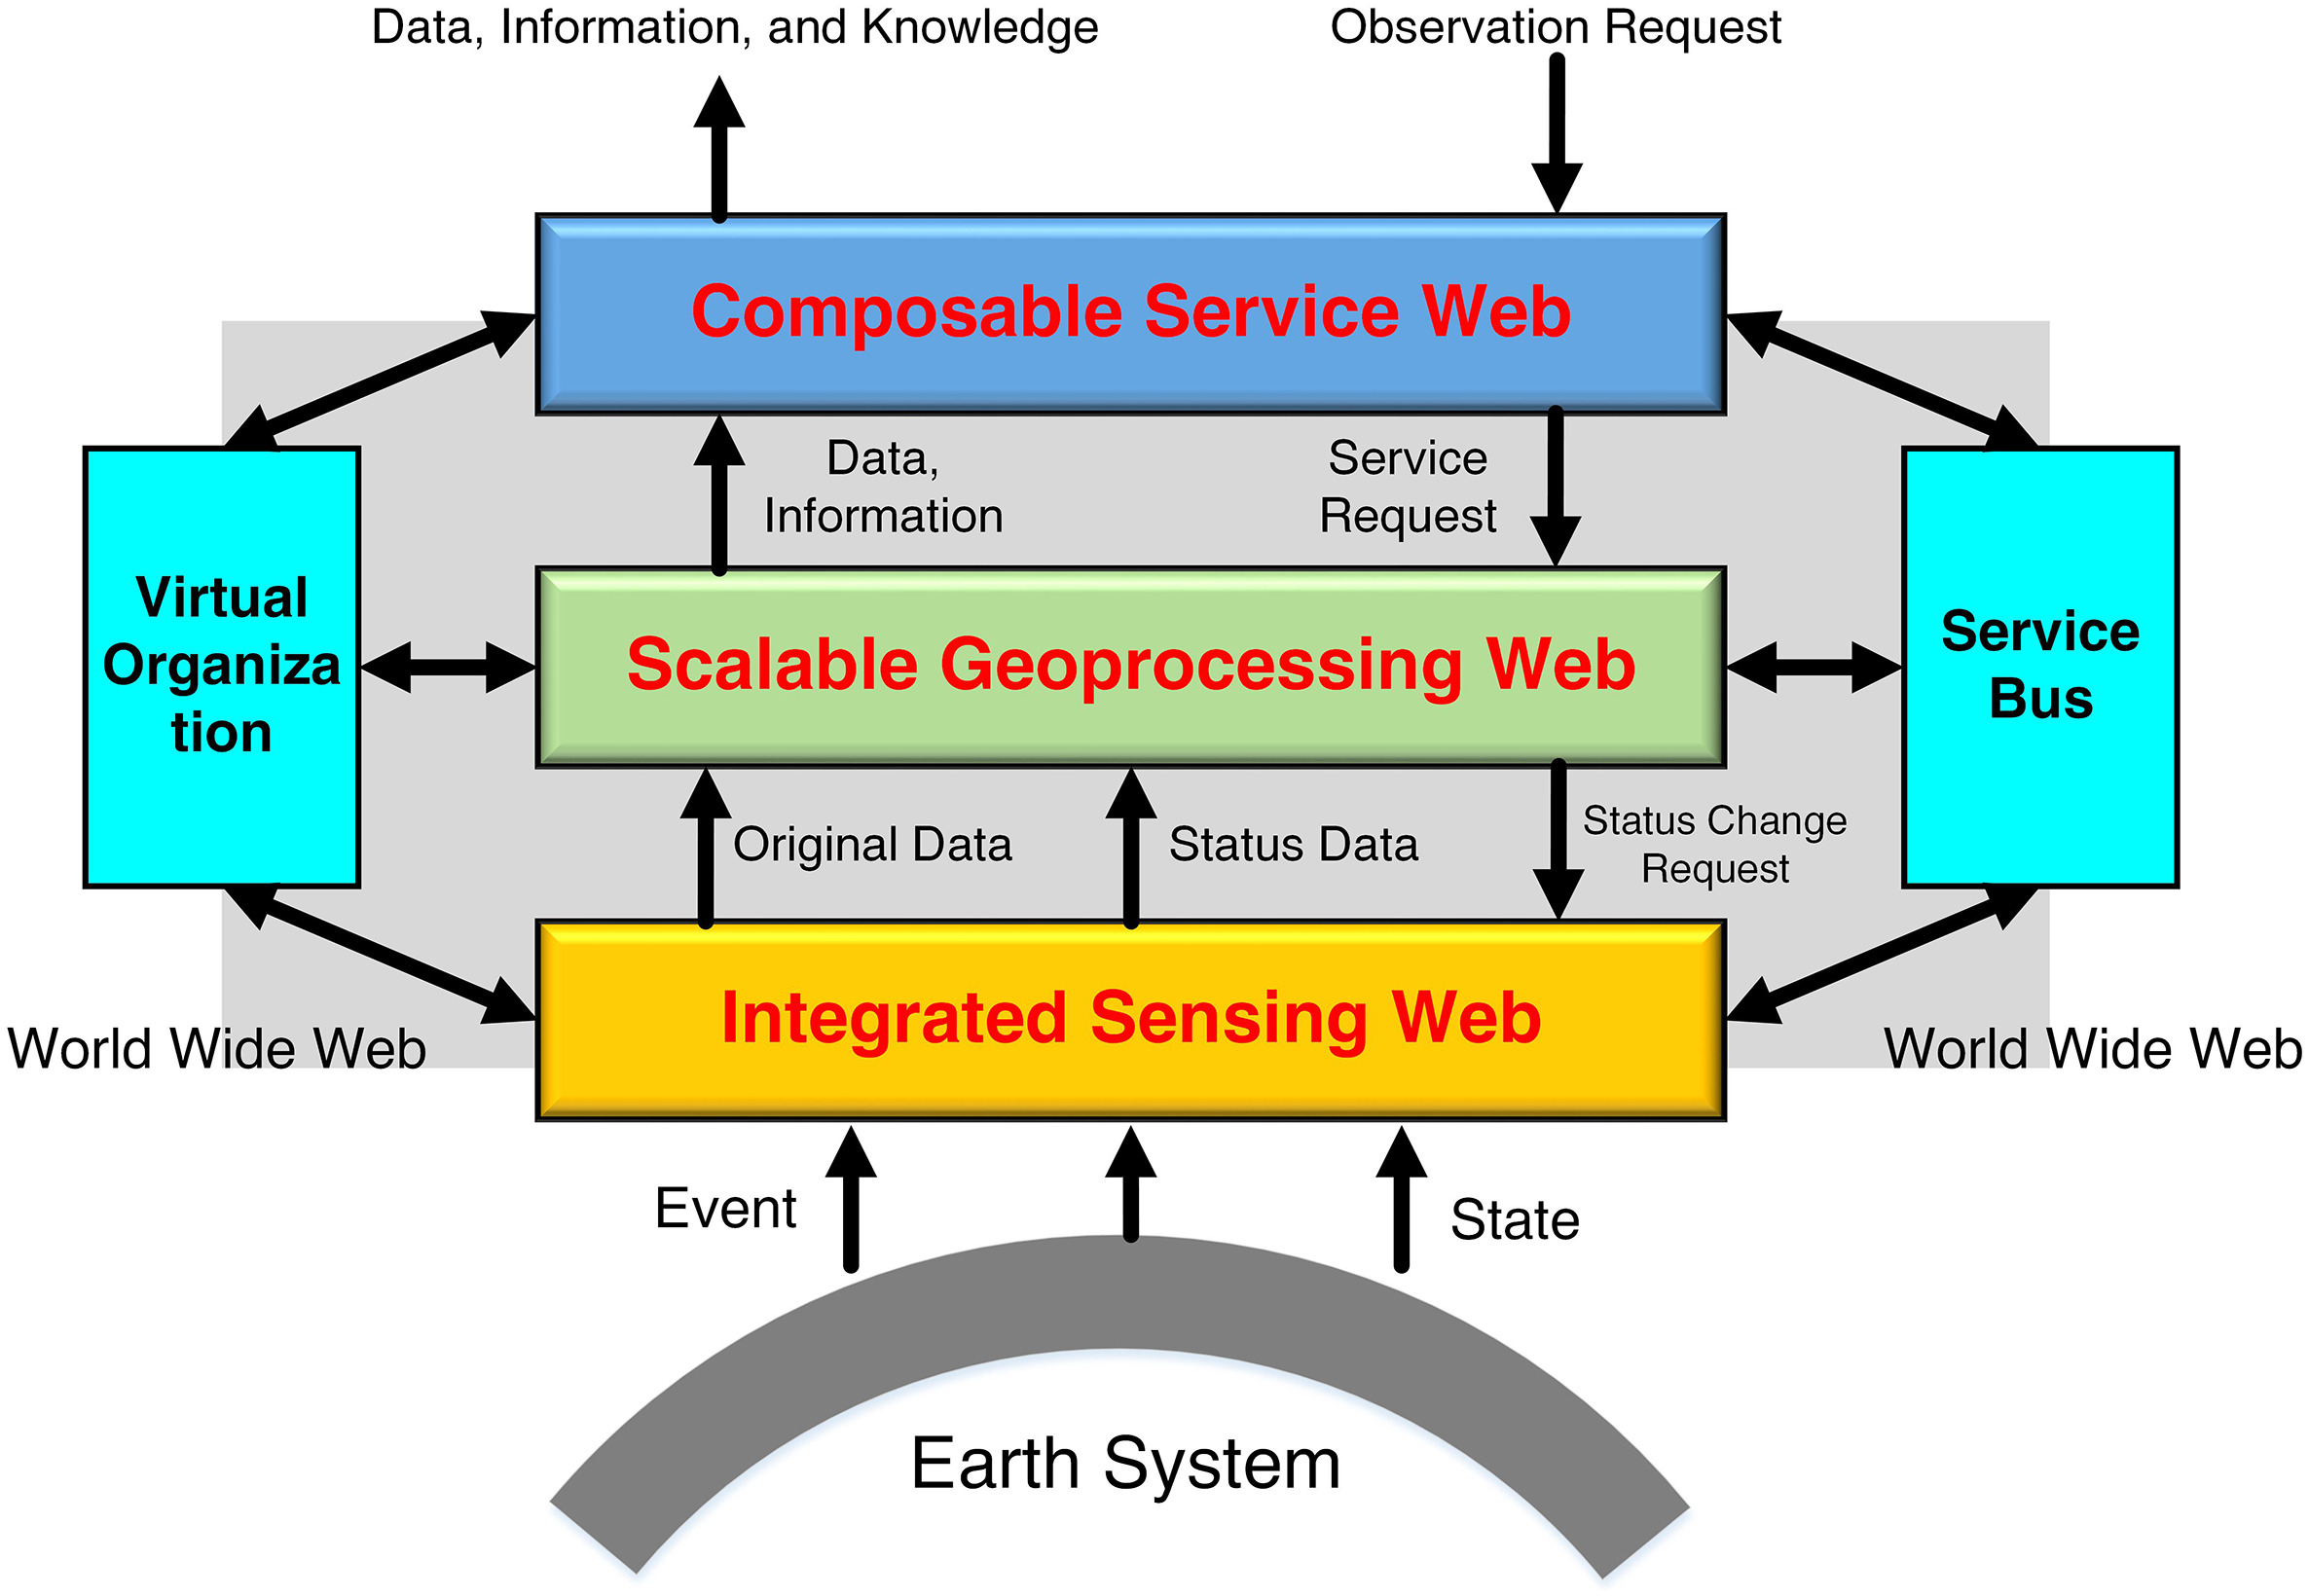 Data, Information, and Knowledge
Observation Request
Composable Service Web
Data,
Information
Service
Request
Virtual
Organiza
tion
Scalable Geoprocessing Web
Service
Bus
Original Data
Status Data
Status Change
Request
Integrated Sensing Web
World Wide Web
World Wide Web
Event
State
Earth System